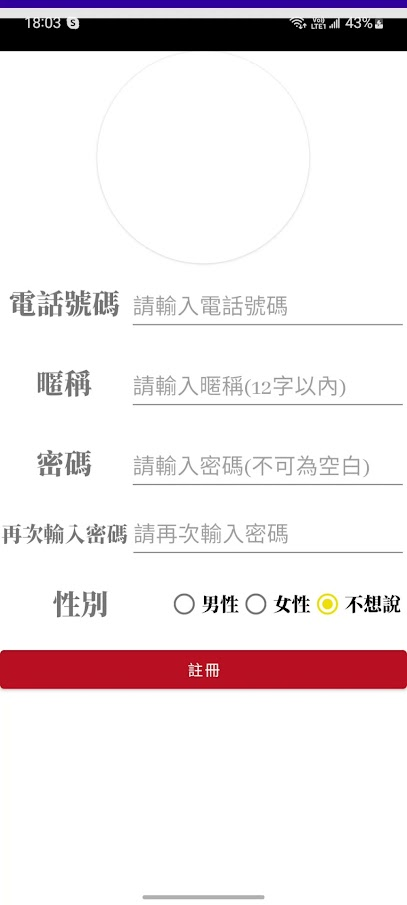 18:03 S
Vo)) LTE1 43%
電話號碼 請輸入電話號碼
暱稱 請輸入暱稱(12字以內)
密碼 請輸入密碼(不可為空白)
再次輸入密碼 請再次輸入密碼
性別 男性 女性 不想說
註冊